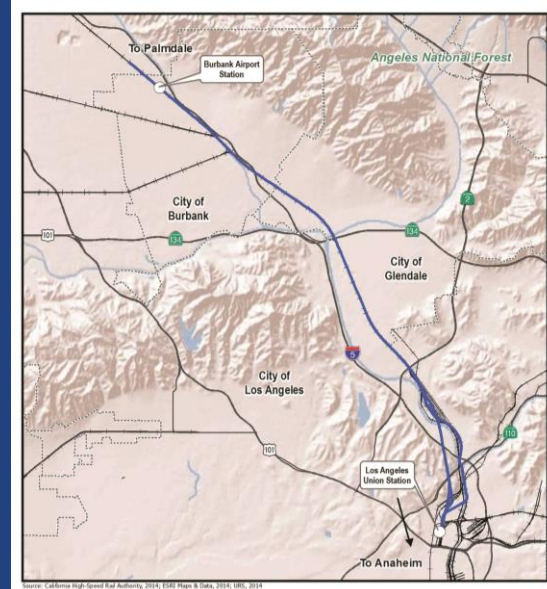 To Palmdale
Burbank Airport
Station
Angeles National Forest
2
City of
Burbank
101
134
134
City of
Glendale
5
City of
Los Angeles
101
110
Los Angeles
Union Station
To Anaheim
Source: California High-Speed Rail Authority, 2014; ESRI Maps & Data, 2014; URS, 2014